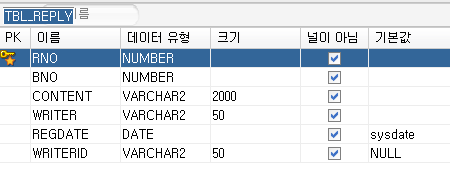 TBL_REPLY 름
PK 이름 데이터 유형 크기 널이 아님 기본값
RNO NUMBER
BNO NUMBER
CONTENT VARCHAR2 2000
WRITER VARCHAR2 50
REGDATE DATE sysdate
WRITERID VARCHAR2 50 NULL